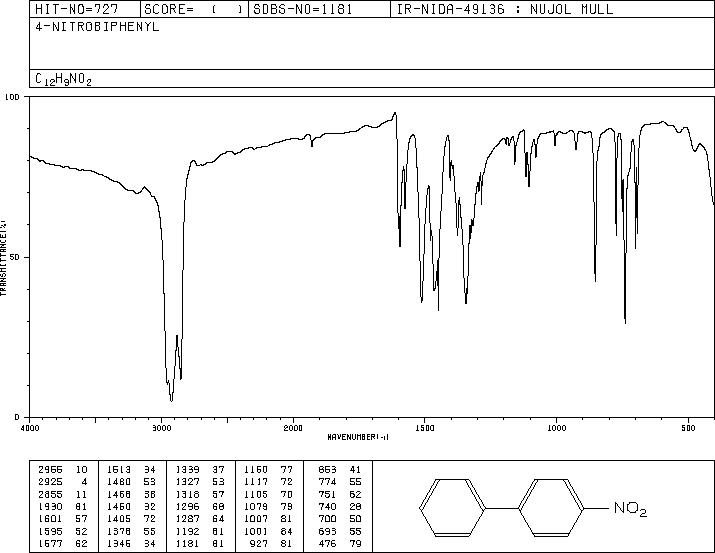 HIT-NO=727 SCORE= ( ) SDBS-NO=1181 IR-NIDA-49136 : NUJOL MULL
4-NITROBIPHENYL
C12H9NO2
100
50
0
TRANSMITTANCE(%)
4000 3000 2000 1500 1000 500
WAVENUMBER(-1)
2955 10 1513 34 1339 37 1160 77 853 41
2925 4 1480 53 1327 53 1117 72 774 55
2855 11 1468 38 1318 57 1105 70 751 62
1930 81 1450 32 1296 68 1079 79 740 28
1601 57 1405 72 1287 64 1007 81 700 50
1595 52 1378 55 1192 81 1001 84 693 55
1577 62 1346 34 1181 81 927 81 476 79
NO2